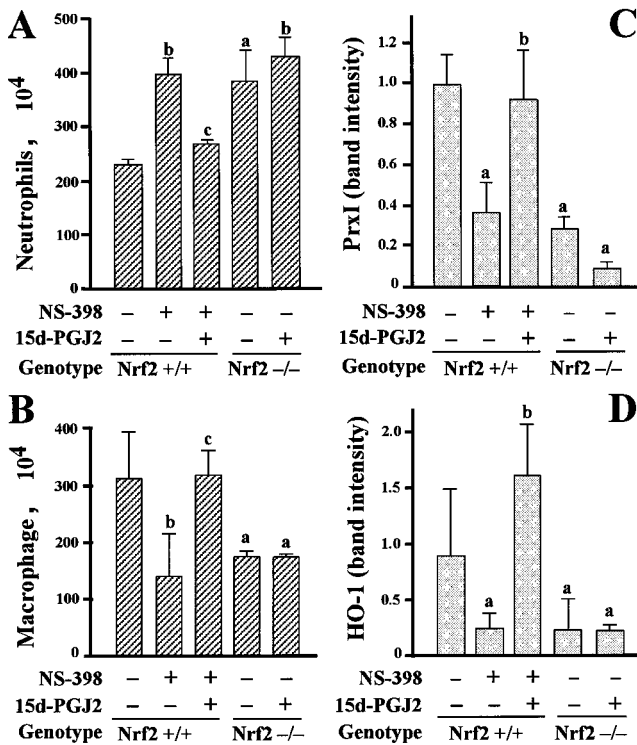 A
500
400
300
200
100
0
Neutrophils, 10⁴
b
c
a
b
NS-398 – + + – –
15d-PGJ2 – – + – +
Genotype Nrf2 +/+ Nrf2 –/–
C
1.2
1.0
0.8
0.6
0.4
0.2
0
PrxI (band intensity)
a
b
a
a
NS-398 – + + – –
15d-PGJ2 – – + – +
Genotype Nrf2 +/+ Nrf2 –/–
B
400
300
200
100
Macrophage, 10⁴
b
c
a
a
NS-398 – + + – –
15d-PGJ2 – – + – +
Genotype Nrf2 +/+ Nrf2 –/–
D
2.0
1.5
1.0
0.5
0.0
HO-1 (band intensity)
a
b
a
a
NS-398 – + + – –
15d-PGJ2 – – + – +
Genotype Nrf2 +/+ Nrf2 –/–